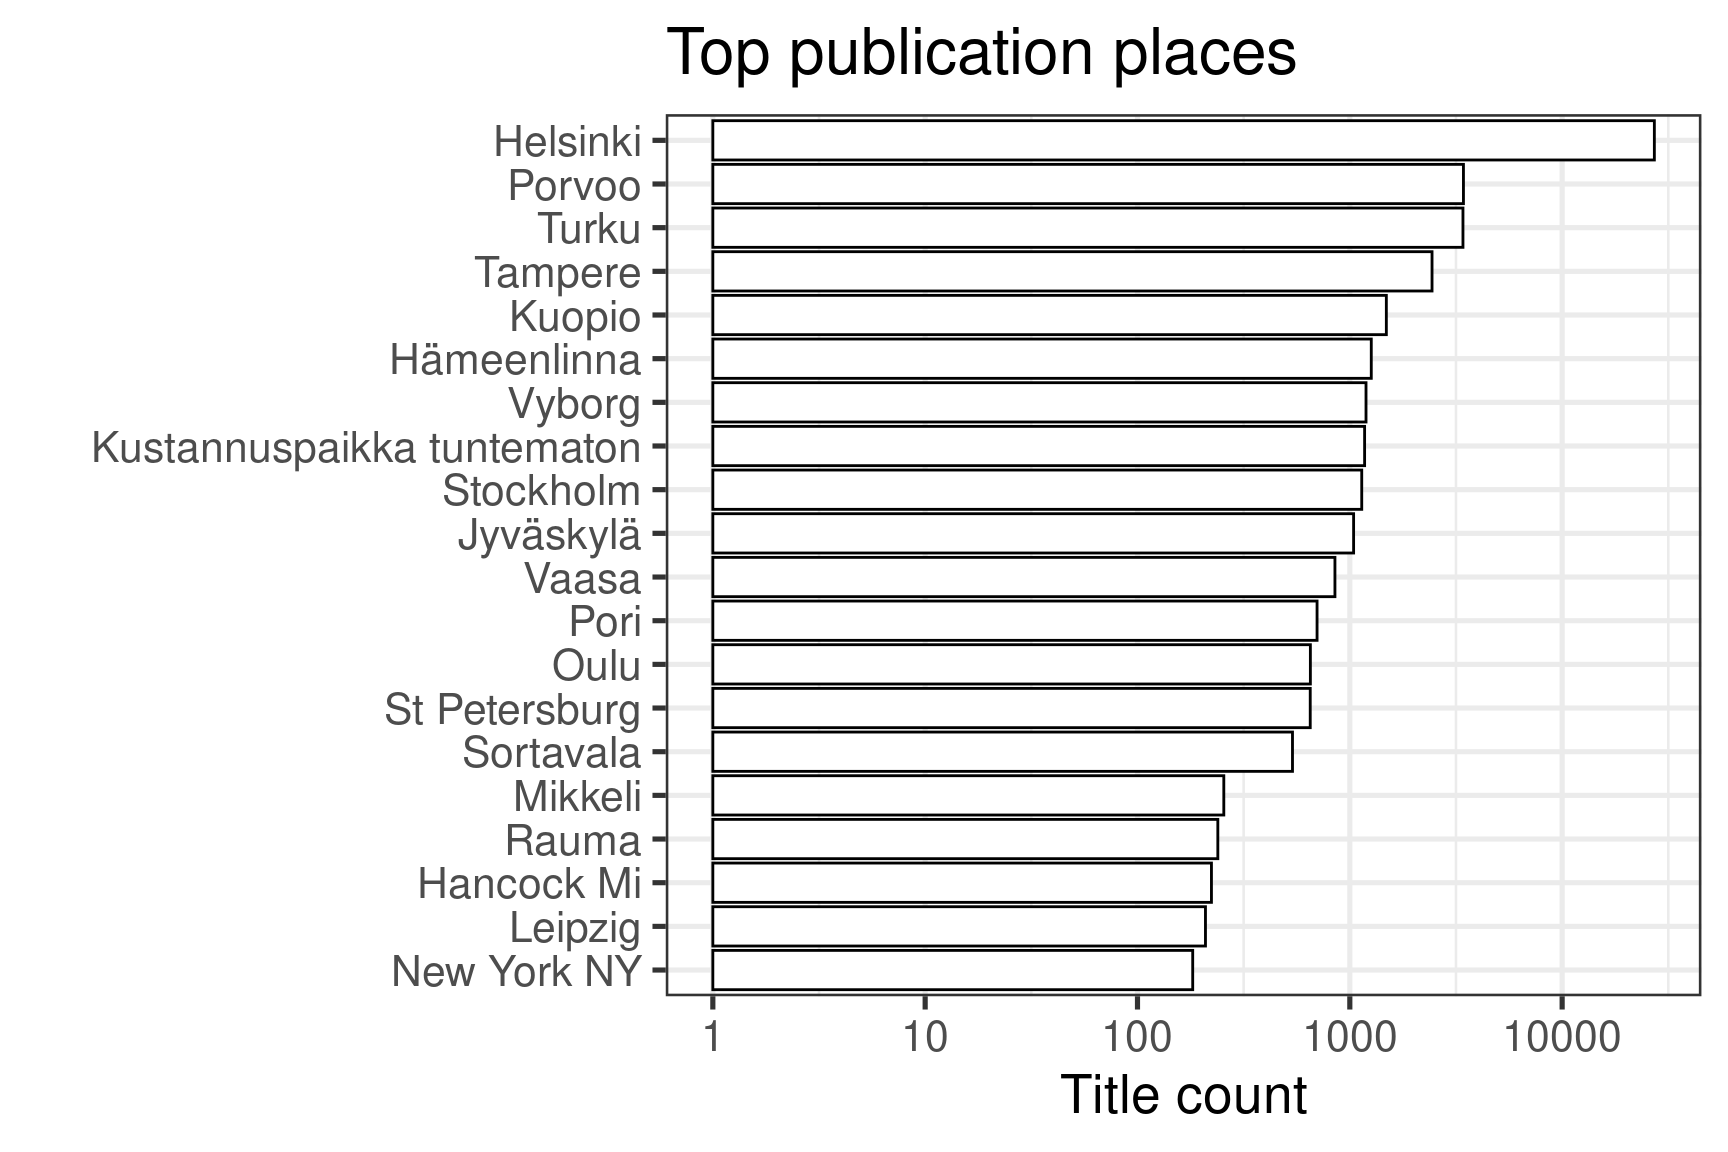 Top publication places
Helsinki
Porvoo
Turku
Tampere
Kuopio
Hämeenlinna
Vyborg
Kustannuspaikka tuntematon
Stockholm
Jyväskylä
Vaasa
Pori
Oulu
St Petersburg
Sortavala
Mikkeli
Rauma
Hancock Mi
Leipzig
New York NY
1 10 100 1000 10000
Title count